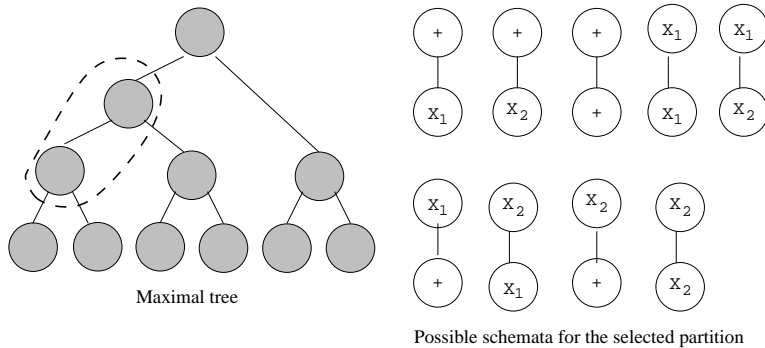 + + + X1 X1
X1 X2 + X1 X2
X1 X2 X2 X2
+ X1 + X2
Maximal tree
Possible schemata for the selected partition